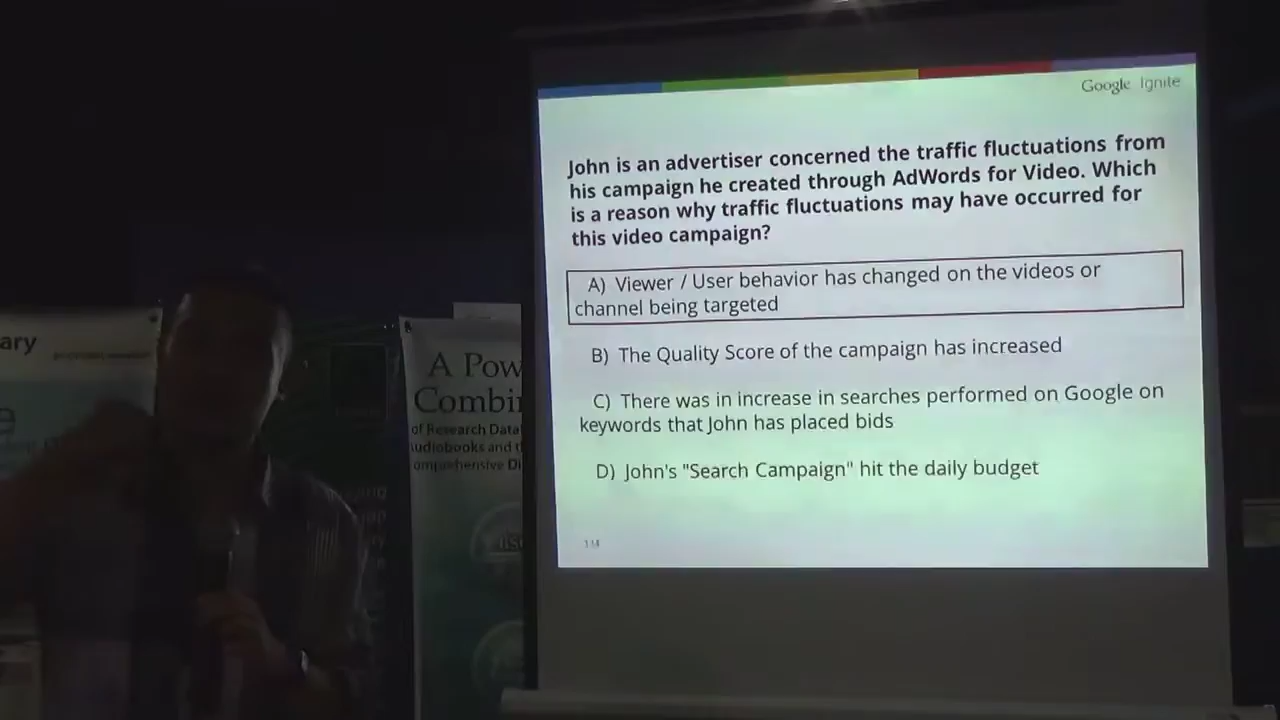 Google Ignite
John is an advertiser concerned the traffic fluctuations from
his campaign he created through AdWords for Video. Which
is a reason why traffic fluctuations may have occurred for
this video campaign?
A) Viewer / User behavior has changed on the videos or
channel being targeted
B) The Quality Score of the campaign has increased
C) There was in increase in searches performed on Google on
keywords that John has placed bids
D) John's "Search Campaign" hit the daily budget
ary
A Pow
Combi
of Research Data
udiobooks and t
omprehensive Di